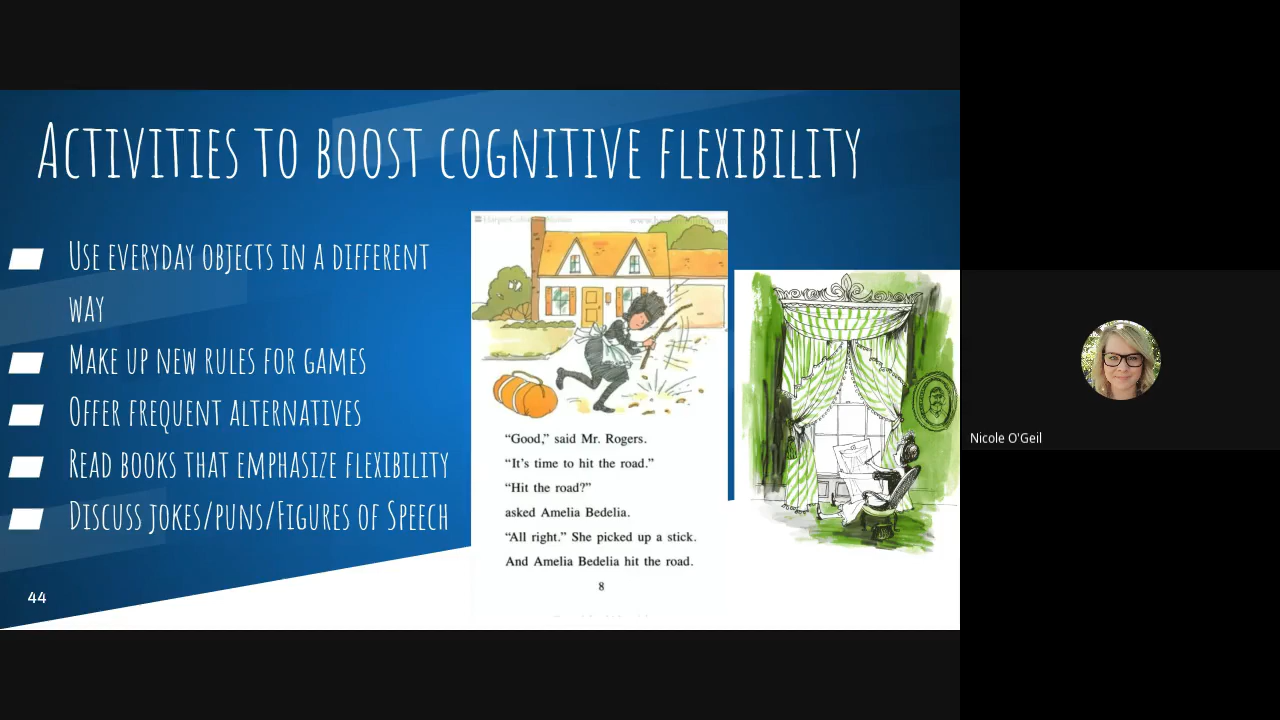 Activities to boost cognitive flexibility
Use everyday objects in a different
way
Make up new rules for games
Offer frequent alternatives
Read books that emphasize flexibility
Discuss jokes/puns/Figures of Speech
44
“Good,” said Mr. Rogers.
“It’s time to hit the road.”
“Hit the road?”
asked Amelia Bedelia.
“All right.” She picked up a stick.
And Amelia Bedelia hit the road.
8
Nicole O'Geil